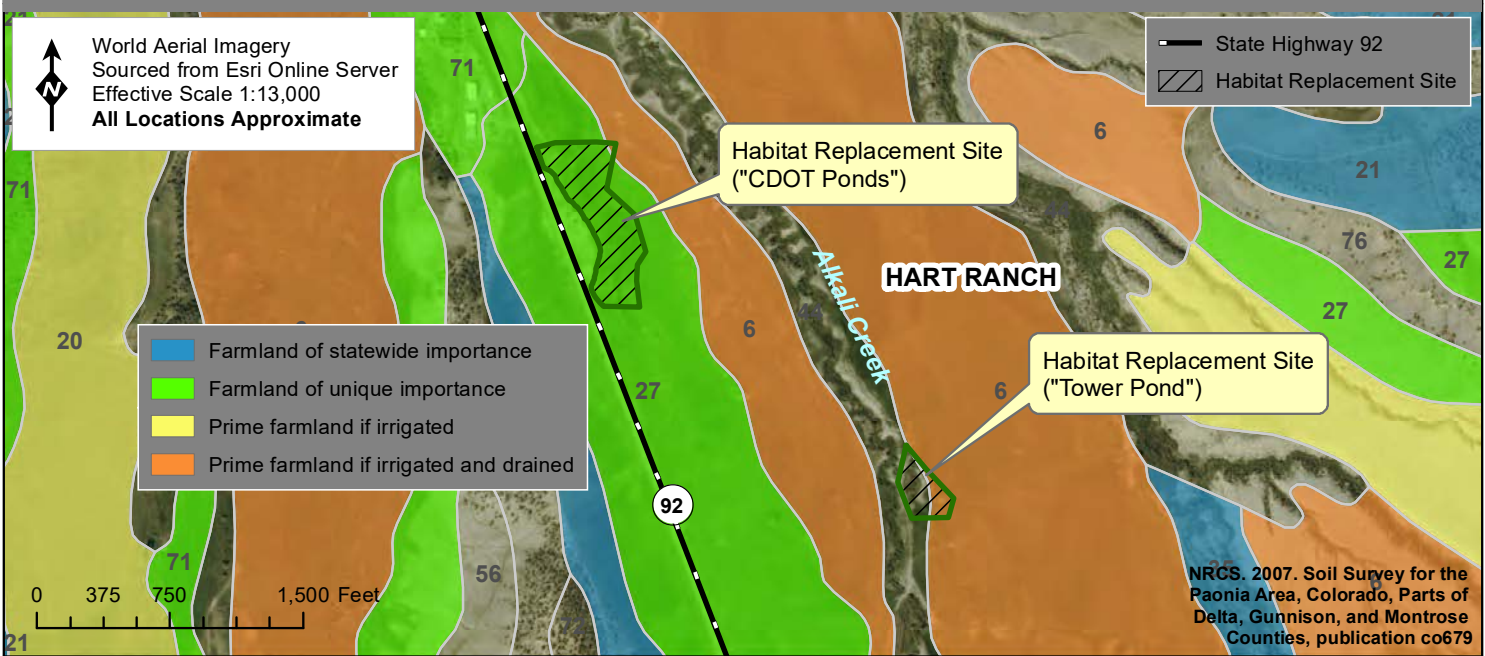 World Aerial Imagery
Sourced from Esri Online Server
Effective Scale 1:13,000
All Locations Approximate
N
State Highway 92
Habitat Replacement Site
Habitat Replacement Site
("CDOT Ponds")
HART RANCH
Alkali Creek
Habitat Replacement Site
("Tower Pond")
Farmland of statewide importance
Farmland of unique importance
Prime farmland if irrigated
Prime farmland if irrigated and drained
92
71
6
21
71
76
27
27
20
6
27
6
71
56
21
0 375 750 1,500 Feet
NRCS. 2007. Soil Survey for the
Paonia Area, Colorado, Parts of
Delta, Gunnison, and Montrose
Counties, publication co679